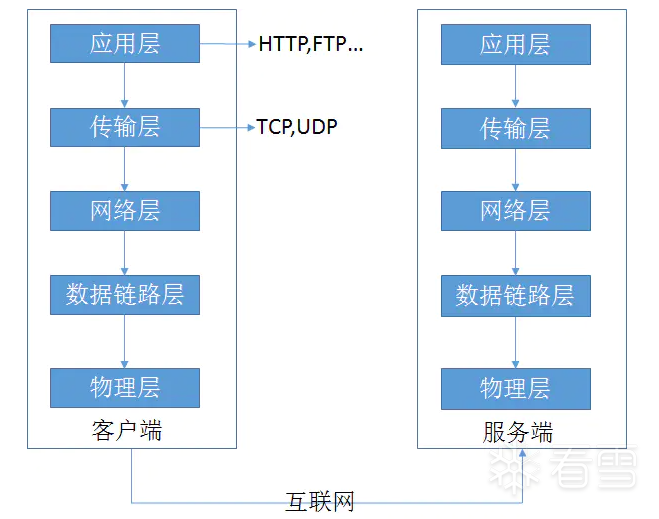 应用层
HTTP,FTP...
传输层
TCP,UDP
网络层
数据链路层
物理层
客户端
应用层
传输层
网络层
数据链路层
物理层
服务端
互联网
看雪